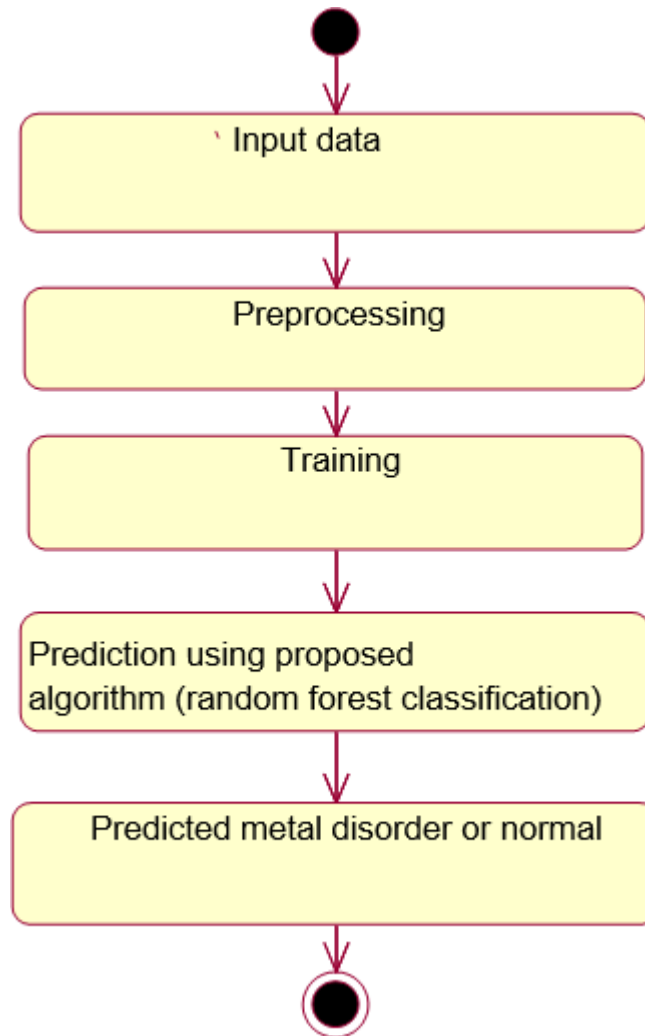 ` Input data
Preprocessing
Training
Prediction using proposed
algorithm (random forest classification)
Predicted metal disorder or normal